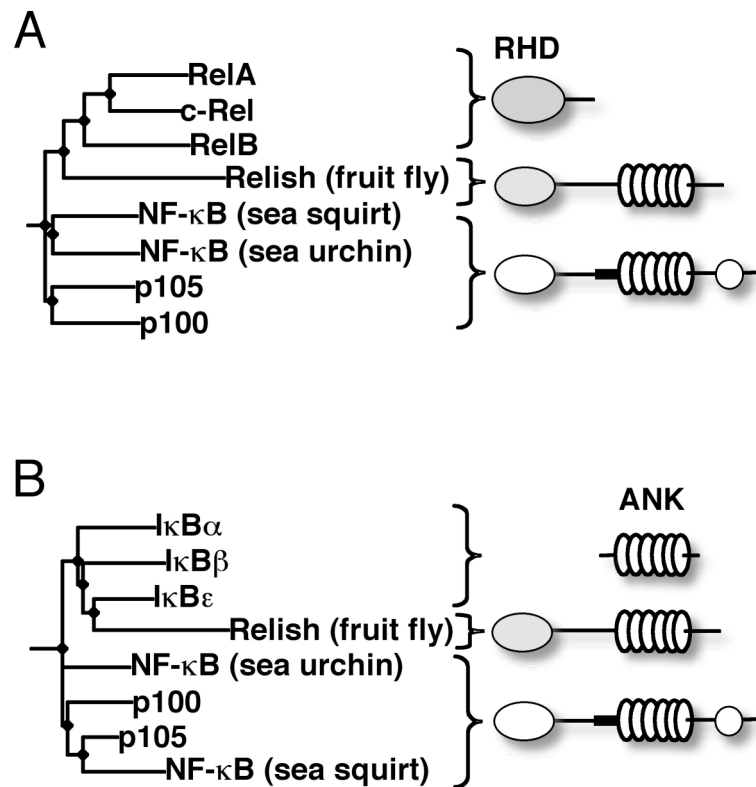 A
RHD
RelA
c-Rel
RelB
Relish (fruit fly)
NF-κB (sea squirt)
NF-κB (sea urchin)
p105
p100
B
ANK
IκBα
IκBβ
IκBε
Relish (fruit fly)
NF-κB (sea urchin)
p100
p105
NF-κB (sea squirt)